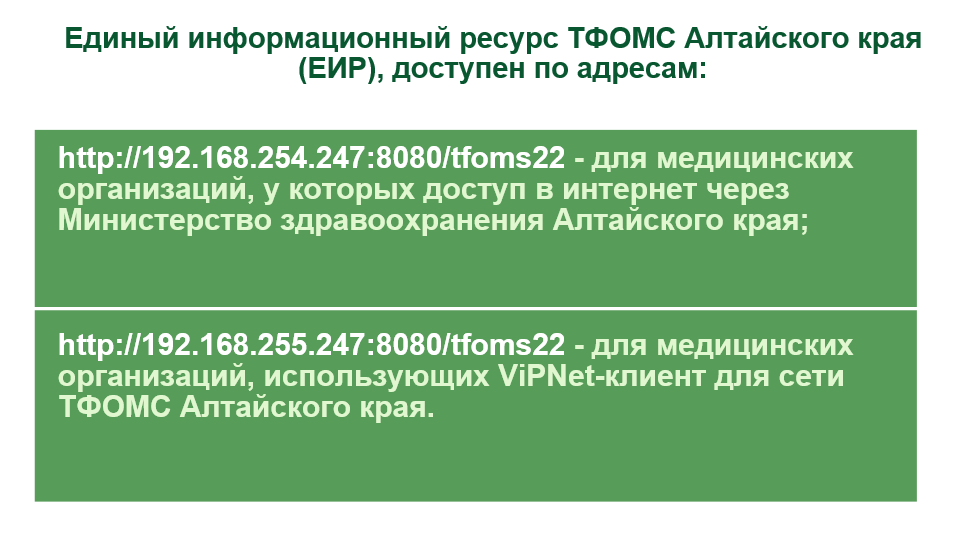 Единый информационный ресурс ТФОМС Алтайского края
(ЕИР), доступен по адресам:
http://192.168.254.247:8080/tfoms22 - для медицинских
организаций, у которых доступ в интернет через
Министерство здравоохранения Алтайского края;
http://192.168.255.247:8080/tfoms22 - для медицинских
организаций, использующих ViPNet-клиент для сети
ТФОМС Алтайского края.